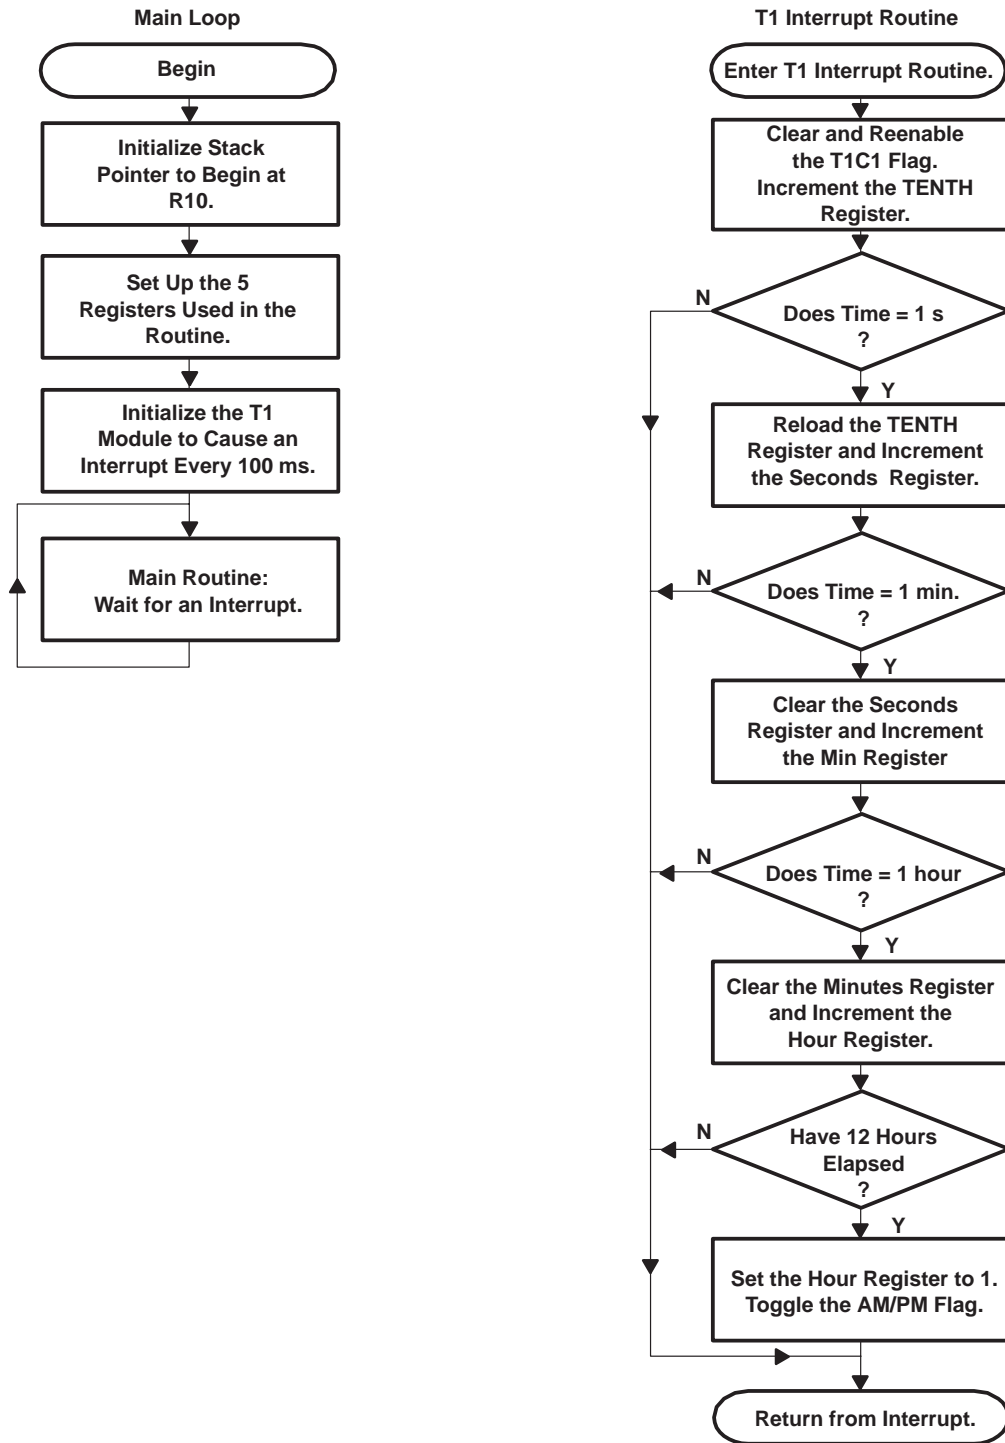 Main Loop
Begin
Initialize Stack
Pointer to Begin at
R10.
Set Up the 5
Registers Used in the
Routine.
Initialize the T1
Module to Cause an
Interrupt Every 100 ms.
Main Routine:
Wait for an Interrupt.
T1 Interrupt Routine
Enter T1 Interrupt Routine.
Clear and Reenable
the T1C1 Flag.
Increment the TENTH
Register.
Does Time = 1 s
?
N
Y
Reload the TENTH
Register and Increment
the Seconds Register.
Does Time = 1 min.
?
N
Y
Clear the Seconds
Register and Increment
the Min Register
Does Time = 1 hour
?
N
Y
Clear the Minutes Register
and Increment the
Hour Register.
Have 12 Hours
Elapsed
?
N
Y
Set the Hour Register to 1.
Toggle the AM/PM Flag.
Return from Interrupt.